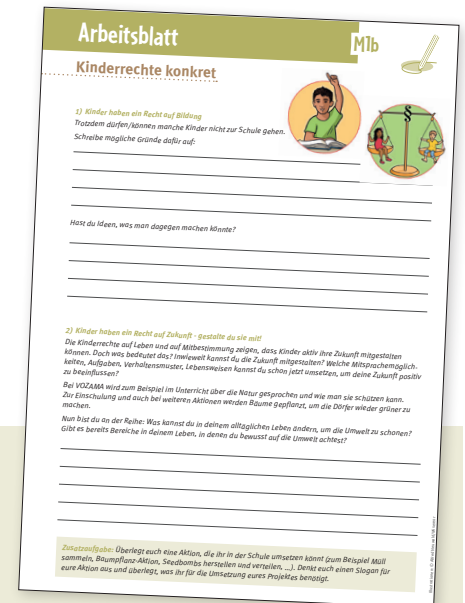 Arbeitsblatt
M1b
§
Kinderrechte konkret
1) Kinder haben ein Recht auf Bildung
Trotzdem dürfen/können manche Kinder nicht zur Schule gehen.
Schreibe mögliche Gründe dafür auf:
Hast du Ideen, was man dagegen machen könnte?
2) Kinder haben ein Recht auf Zukunft - gestalte du sie mit!
Die Kinderrechte auf Leben und auf Mitbestimmung zeigen, dass Kinder aktiv ihre Zukunft mitgestalten
können. Doch was bedeutet das? Inwieweit kannst du die Zukunft mitgestalten? Welche Mitsprachemöglich-
keiten, Aufgaben, Verhaltensmuster, Lebensweisen kannst du schon jetzt umsetzen, um deine Zukunft positiv
zu beeinflussen?
Bei VOZAMA wird zum Beispiel im Unterricht über die Natur gesprochen und wie man sie schützen kann.
Zur Einschulung und auch bei weiteren Aktionen werden Bäume gepflanzt, um die Dörfer wieder grüner zu
machen.
Nun bist du an der Reihe: Was kannst du in deinem alltäglichen Leben ändern, um die Umwelt zu schonen?
Gibt es bereits Bereiche in deinem Leben, in denen du bewusst auf die Umwelt achtest?
Zusatzaufgabe: Überlegt euch eine Aktion, die ihr in der Schule umsetzen könnt (zum Beispiel Müll
sammeln, Baumpflanz-Aktion, Seedbombs herstellen und verteilen, ...). Denkt euch einen Slogan für
eure Aktion aus und überlegt, was ihr für die Umsetzung eures Projektes benötigt.